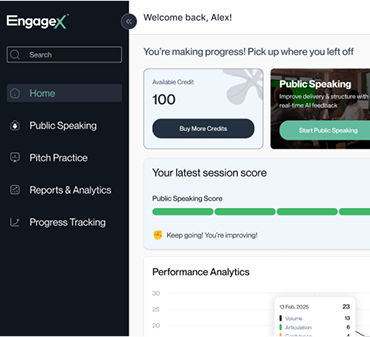 EngageX
Welcome back, Alex!
Search
You're making progress! Pick up where you left off
Home
Public Speaking
Pitch Practice
Reports & Analytics
Progress Tracking
Available Credit
100
Buy More Credits
Public Speaking
Improve delivery & structure with
real-time AI feedback
Start Public Speaking
Your latest session score
Public Speaking Score
Keep going! You're improving!
Performance Analytics
30
25
20
13 Feb, 2025 23
Volume 13
Articulation 6
Confidence 4